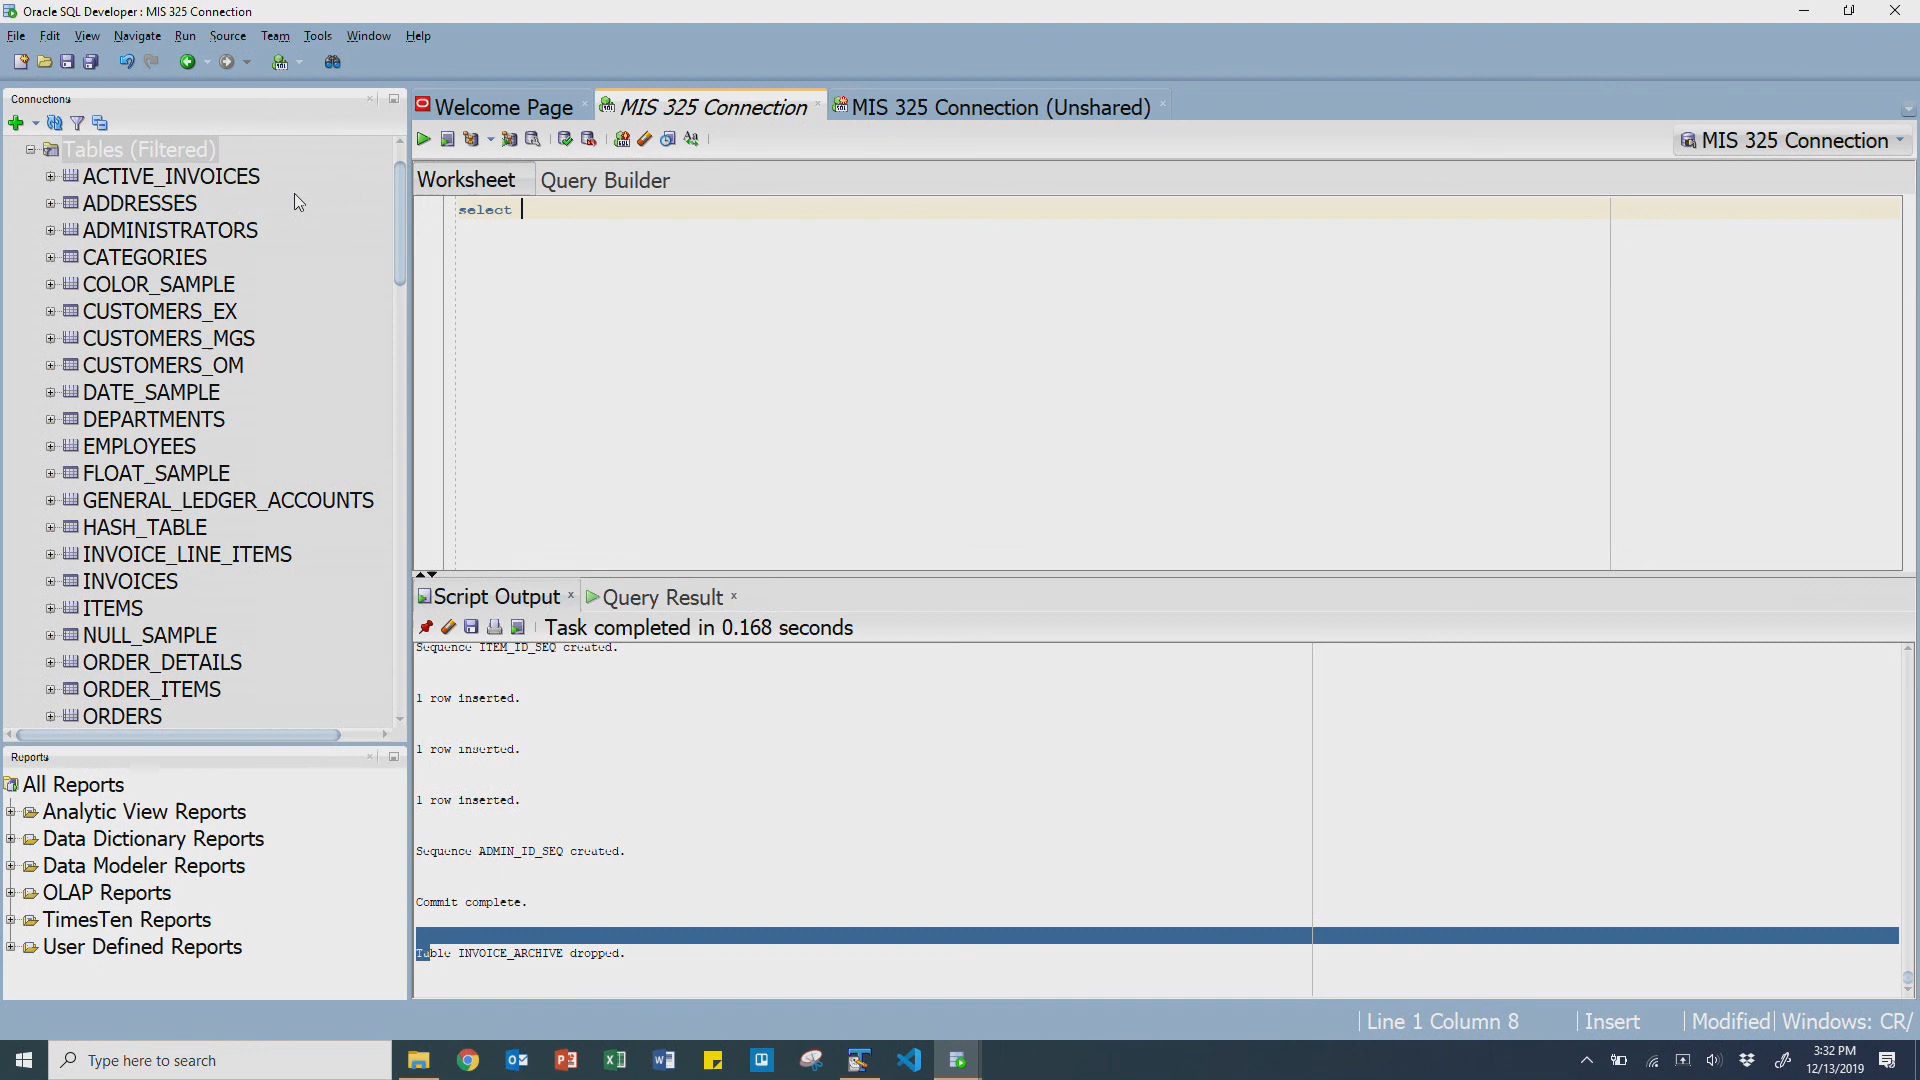 Oracle SQL Developer : MIS 325 Connection
File Edit View Navigate Run Source Team Tools Window Help
Connections
Tables (Filtered)
ACTIVE_INVOICES
ADDRESSES
ADMINISTRATORS
CATEGORIES
COLOR_SAMPLE
CUSTOMERS_EX
CUSTOMERS_MGS
CUSTOMERS_OM
DATE_SAMPLE
DEPARTMENTS
EMPLOYEES
FLOAT_SAMPLE
GENERAL_LEDGER_ACCOUNTS
HASH_TABLE
INVOICE_LINE_ITEMS
INVOICES
ITEMS
NULL_SAMPLE
ORDER_DETAILS
ORDER_ITEMS
ORDERS
Reports
All Reports
Analytic View Reports
Data Dictionary Reports
Data Modeler Reports
OLAP Reports
TimesTen Reports
User Defined Reports
Welcome Page MIS 325 Connection MIS 325 Connection (Unshared)
MIS 325 Connection
Worksheet Query Builder
select
Script Output Query Result
Task completed in 0.168 seconds
Sequence ITEM_ID_SEQ created.
1 row inserted.
1 row inserted.
1 row inserted.
Sequence ADMIN_ID_SEQ created.
Commit complete.
Table INVOICE_ARCHIVE dropped.
Line 1 Column 8 Insert Modified Windows: CR/
Type here to search
3:32 PM
12/13/2019